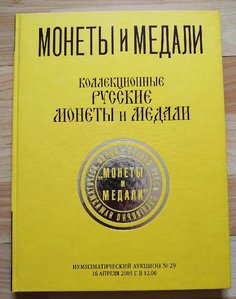 МОНЕТЫ И МЕДАЛИ
КОЛЛЕКЦИОННЫЕ
РУССКИЕ
МОНЕТЫ И МЕДАЛИ
"МОНЕТЫ
И
МЕДАЛИ"
НУМИЗМАТИЧЕСКИЙ АУКЦИОН № 29
16 АПРЕЛЯ 2005 Г. В 12.00